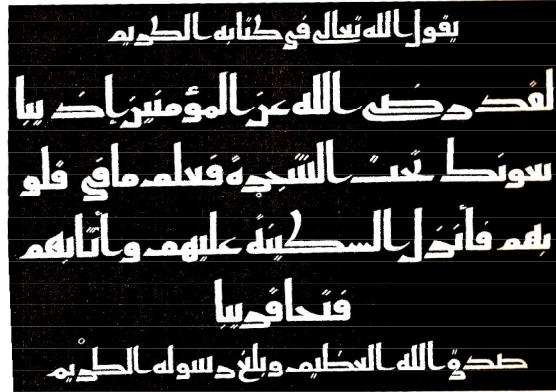 يقول الله تعالى في كتابه الكريم
لقد رضى الله عن المؤمنين إذ يبا
يعونك تحت الشجرة فعلم ما في قلو
بهم فأنزل السكينة عليهم وأثابهم
فتحا قريبا
صدق الله العظيم وبلغ رسوله الكريم